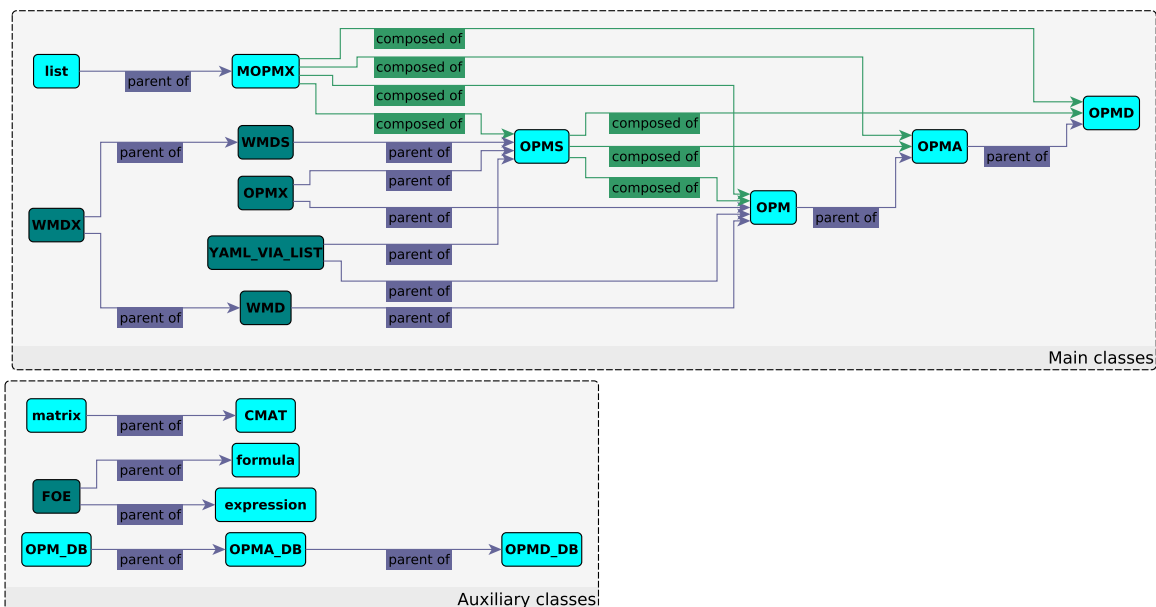 composed of
composed of
list
MOPMX
parent of
composed of
OPMD
composed of
composed of
WMDS
OPMS
OPMA
parent of
parent of
composed of
parent of
OPMX
parent of
composed of
OPM
parent of
parent of
WMDX
YAML_VIA_LIST
parent of
parent of
WMD
parent of
parent of
Main classes
matrix
CMAT
parent of
formula
parent of
FOE
expression
parent of
OPM_DB
OPMA_DB
OPMD_DB
parent of
parent of
Auxiliary classes